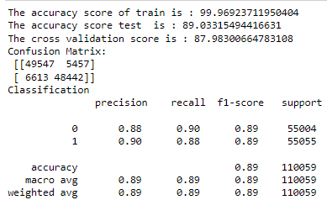 The accuracy score of train is : 99.96923711950404
The accuracy score test  is : 89.03315494416631
The cross validation score is : 87.98300664783108
Confusion Matrix:
[[49547  5457]
[ 6613 48442]]
Classification
precision    recall  f1-score   support
0       0.88      0.90      0.89     55004
1       0.90      0.88      0.89     55055
accuracy                           0.89    110059
macro avg       0.89      0.89      0.89    110059
weighted avg       0.89      0.89      0.89    110059